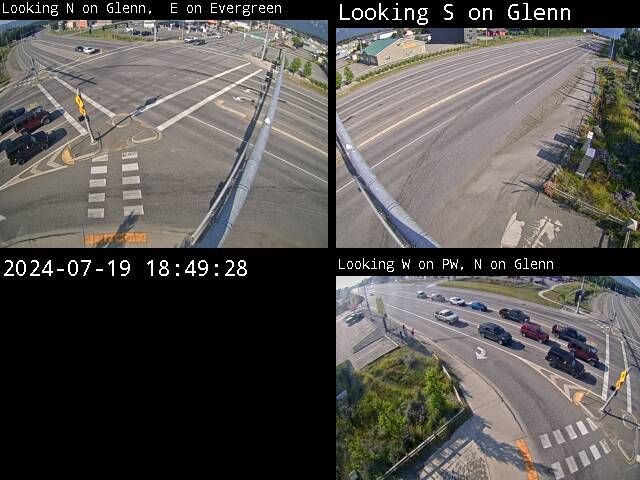 Looking N on Glenn, E on Evergreen
Looking S on Glenn
2024-07-19 18:49:28
Looking W on PW, N on Glenn